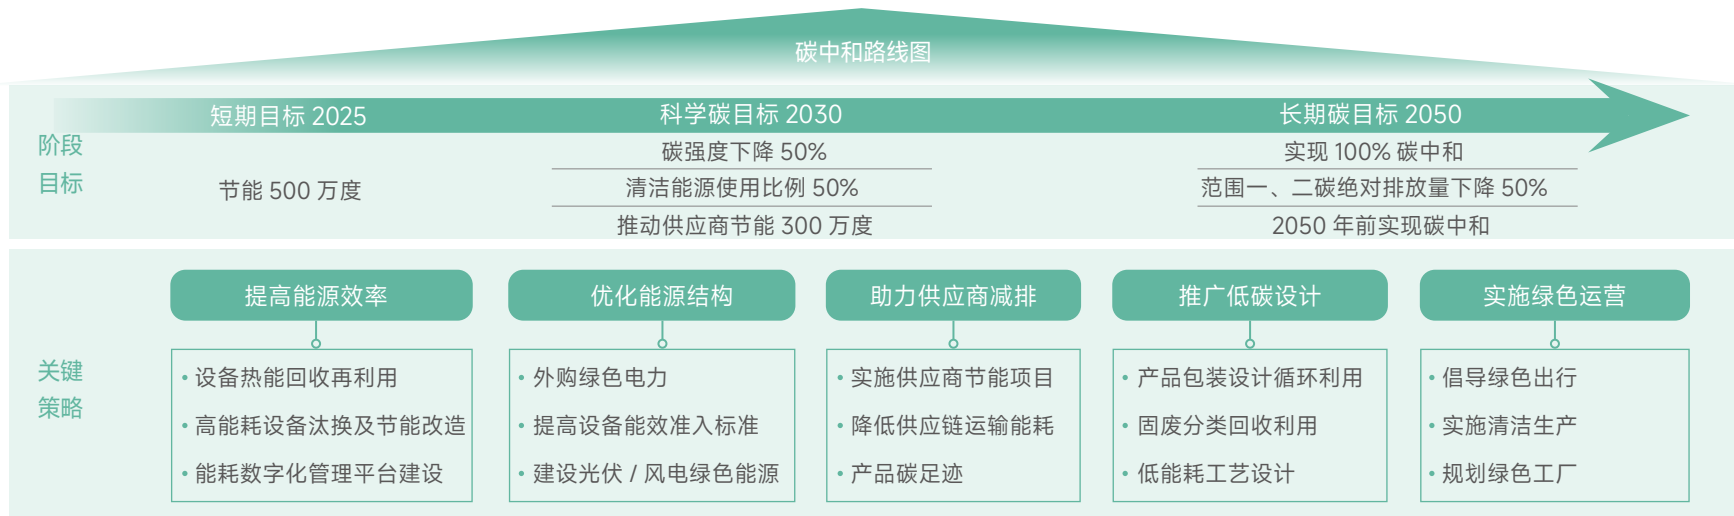 碳中和路线图
短期目标 2025
科学碳目标 2030
长期碳目标 2050
阶段
目标
节能 500 万度
碳强度下降 50%
清洁能源使用比例 50%
推动供应商节能 300 万度
实现 100% 碳中和
范围一、二碳绝对排放量下降 50%
2050 年前实现碳中和
关键
策略
提高能源效率
• 设备热能回收再利用
• 高能耗设备汰换及节能改造
• 能耗数字化管理平台建设
优化能源结构
• 外购绿色电力
• 提高设备能效准入标准
• 建设光伏 / 风电绿色能源
助力供应商减排
• 实施供应商节能项目
• 降低供应链运输能耗
• 产品碳足迹
推广低碳设计
• 产品包装设计循环利用
• 固废分类回收利用
• 低能耗工艺设计
实施绿色运营
• 倡导绿色出行
• 实施清洁生产
• 规划绿色工厂